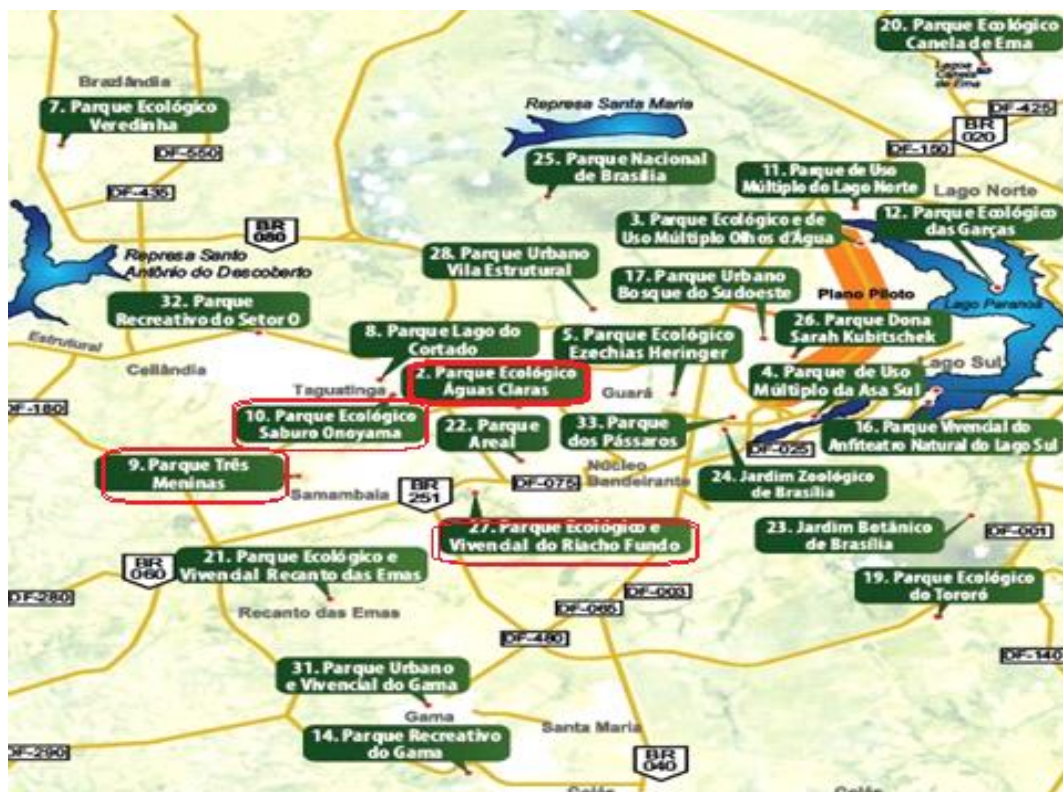 20. Parque Ecológico
Canela de Ema
Lagoa
Canela
de Ema
Brazlândia
7. Parque Ecológico
Veredinha
Represa Santa Maria
DF-425
BR
020
DF-150
DF-550
25. Parque Nacional
de Brasília
11. Parque de Uso
Múltiplo do Lago Norte
Lago Norte
DF-435
3. Parque Ecológico e de
Uso Múltiplo Olhos d'Água
12. Parque Ecológico
das Garças
BR
080
Represa Santo
Antônio do Descoberto
28. Parque Urbano
Vila Estrutural
17. Parque Urbano
Bosque do Sudoeste
Plano Piloto
Lago Paranoá
32. Parque
Recreativo do Setor O
8. Parque Lago do
Cortado
5. Parque Ecológico
Ezechias Heringer
26. Parque Dona
Sarah Kubitschek
Estrutural
Ceilândia
Taguatinga
2. Parque Ecológico
Águas Claras
Guará
4. Parque de Uso
Múltiplo da Asa Sul
Lago Sul
DF-180
10. Parque Ecológico
Saburo Onoyama
22. Parque
Areal
33. Parque
dos Pássaros
16. Parque Vivencial do
Anfiteatro Natural do Lago Sul
DF-025
9. Parque Três
Meninas
Samambaia
BR
251
DF-075
Núcleo
Bandeirante
24. Jardim Zoológico
de Brasília
27. Parque Ecológico e
Vivencial do Riacho Fundo
23. Jardim Botânico
de Brasília
DF-001
BR
060
21. Parque Ecológico e
Vivencial Recanto das Emas
19. Parque Ecológico
do Tororó
DF-280
Recanto das Emas
DF-003
DF-065
DF-480
DF-140
31. Parque Urbano
e Vivencial do Gama
Gama
Santa Maria
14. Parque Recreativo
do Gama
DF-290
BR
040